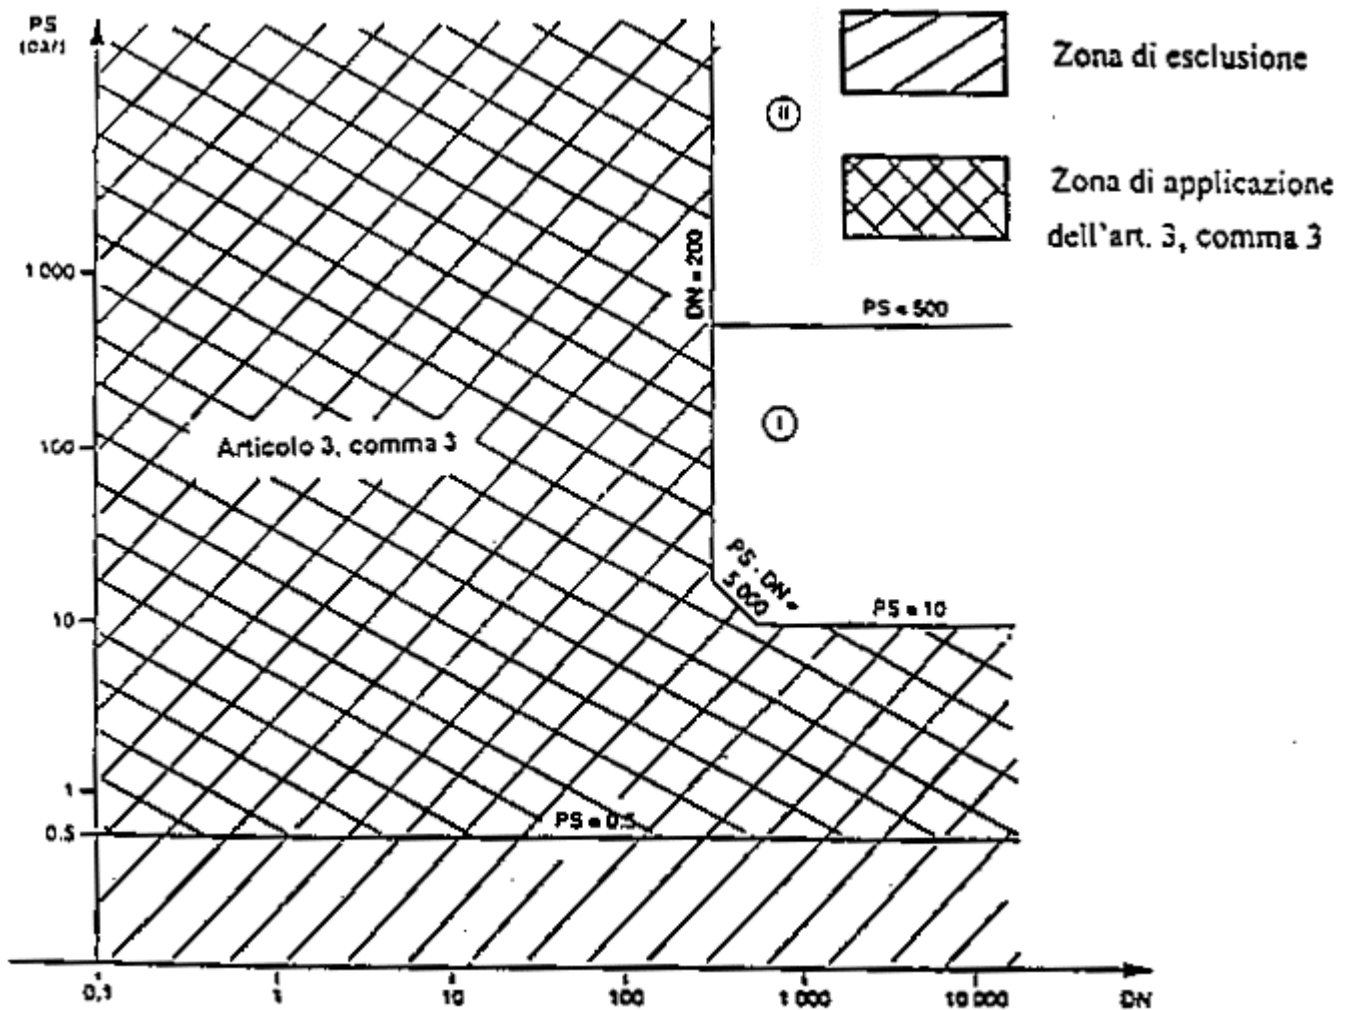 PS
Zona di esclusione
II
Zona di applicazione
dell'art. 3, comma 3
DN = 200
1 000
PS = 500
I
Articolo 3, comma 3
100
PS · DN =
5 000
PS = 10
10
1
PS = 0,5
0.5
0,1
1
10
100
1 000
10 000
DN